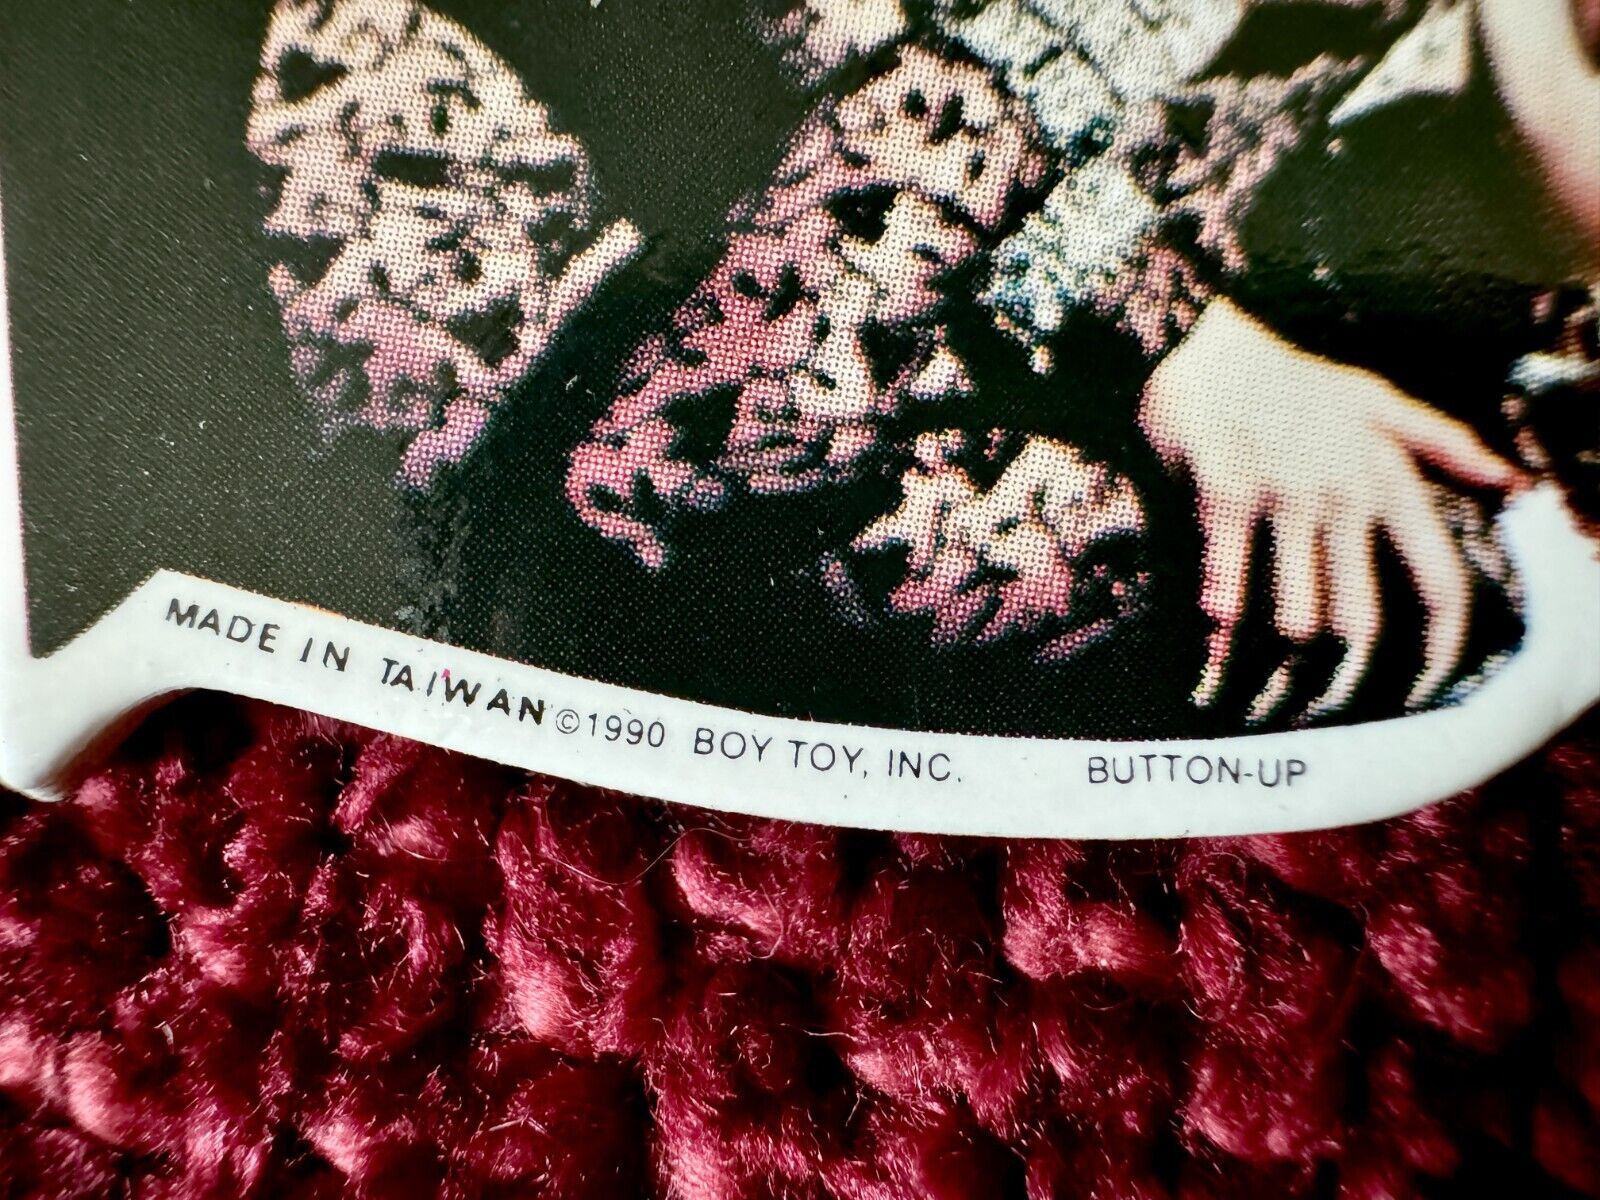 MADE IN TAIWAN ©1990 BOY TOY, INC. BUTTON-UP